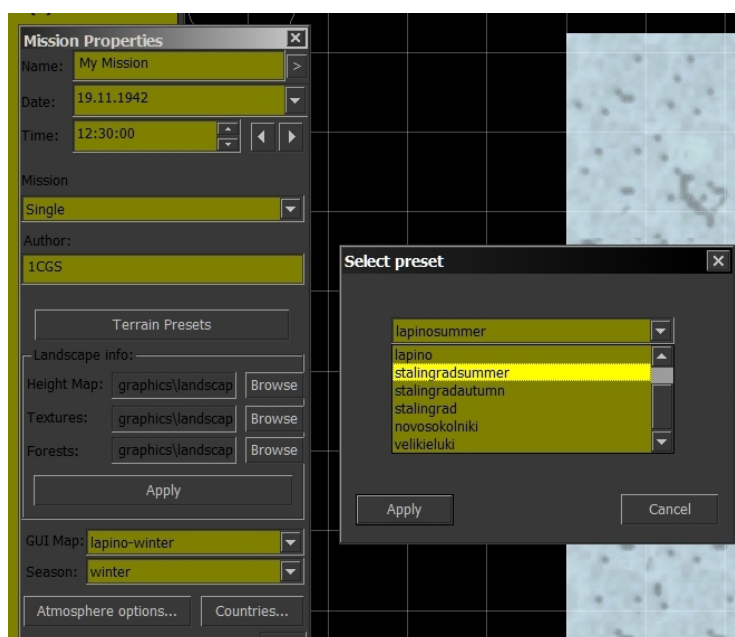 Mission Properties
Name: My Mission >
Date: 19.11.1942
Time: 12:30:00
Mission
Single
Author:
1CGS
Terrain Presets
Landscape info:
Height Map: graphics\landscap Browse
Textures: graphics\landscap Browse
Forests: graphics\landscap Browse
Apply
GUI Map: lapino-winter
Season: winter
Atmosphere options... Countries...
Select preset
lapinosummer
lapino
stalingradsummer
stalingradautumn
stalingrad
novosokolniki
velikieluki
Apply Cancel